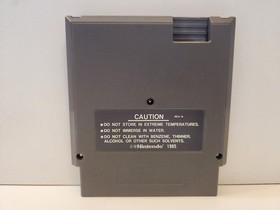 CAUTION
● DO NOT STORE IN EXTREME TEMPERATURES.
● DO NOT IMMERSE IN WATER.
● DO NOT CLEAN WITH BENZENE, THINNER,
ALCOHOL OR OTHER SUCH SOLVENTS.
©Nintendo 1985